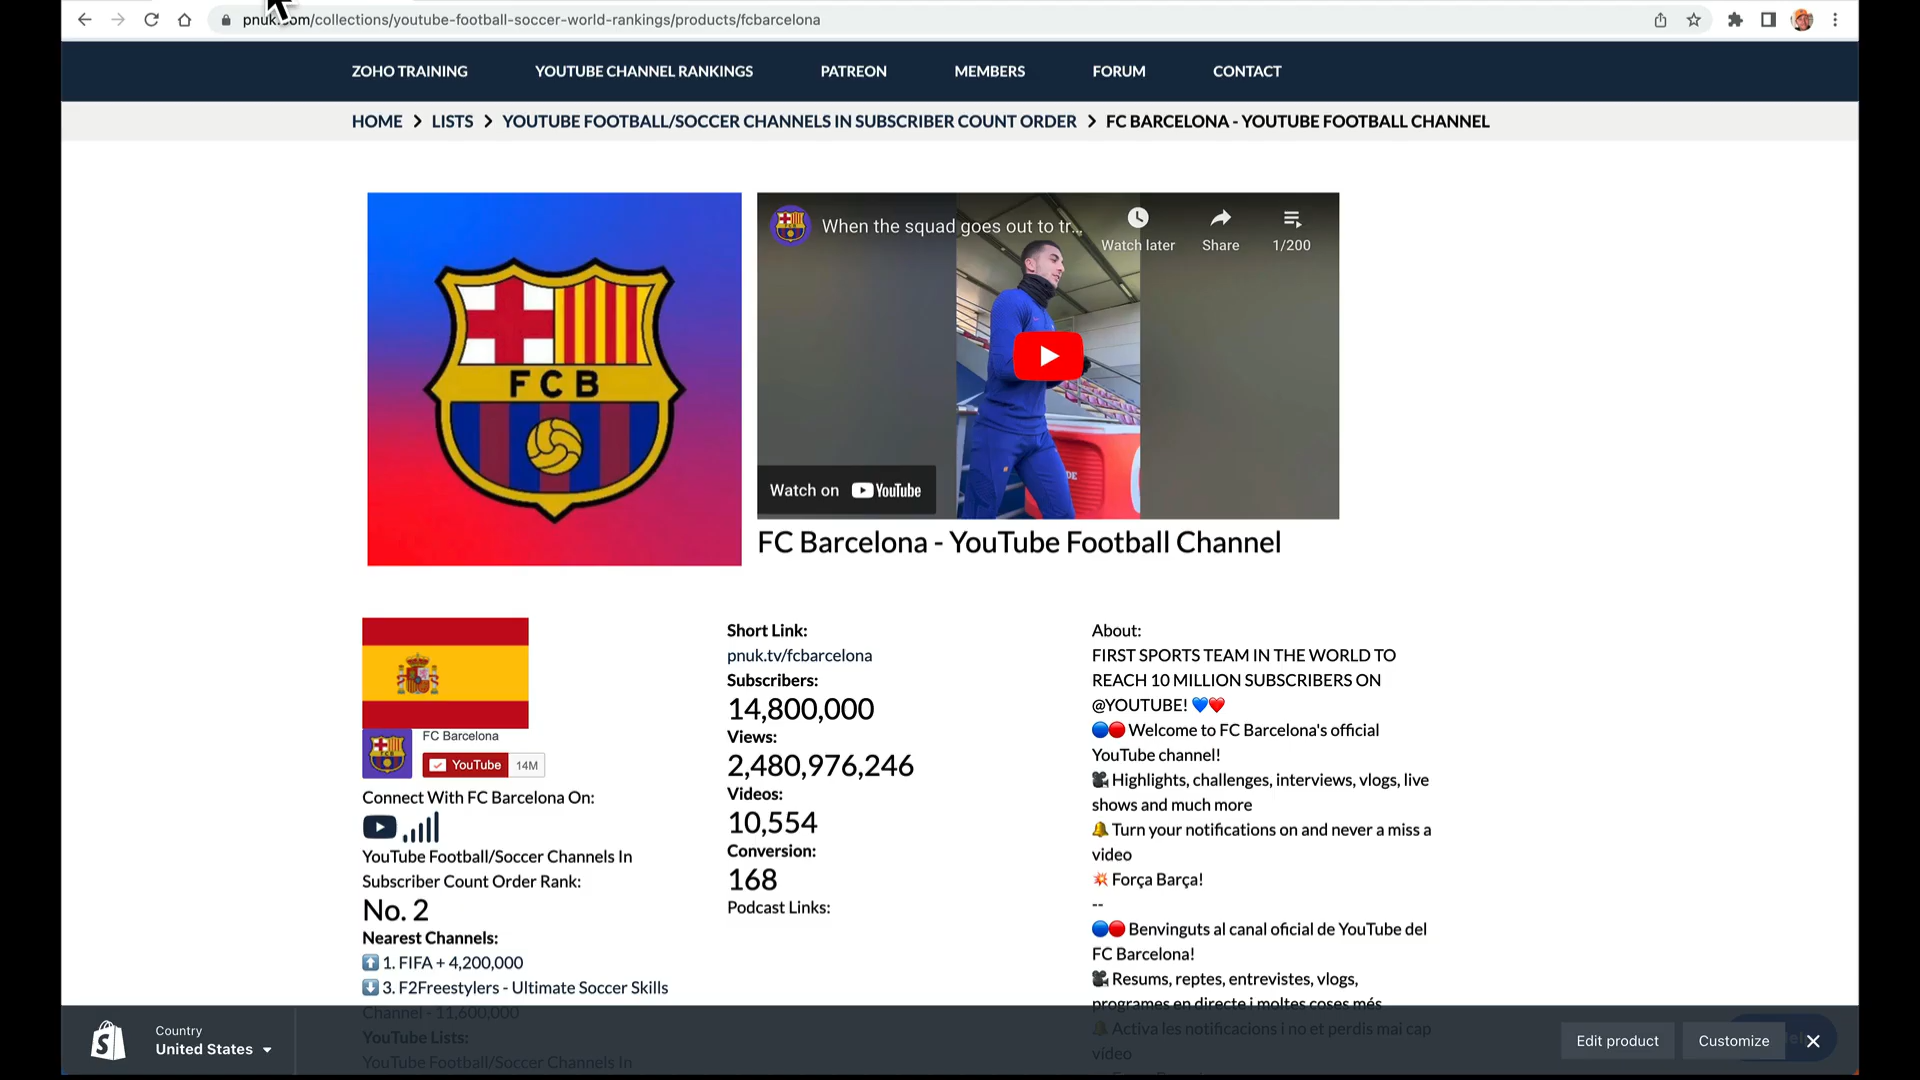 pnuk.com/collections/youtube-football-soccer-world-rankings/products/fcbarcelona
ZOHO TRAINING
YOUTUBE CHANNEL RANKINGS
PATREON
MEMBERS
FORUM
CONTACT
HOME > LISTS > YOUTUBE FOOTBALL/SOCCER CHANNELS IN SUBSCRIBER COUNT ORDER > FC BARCELONA - YOUTUBE FOOTBALL CHANNEL
FCB
When the squad goes out to tr...
Watch later
Share
1/200
Watch on YouTube
FC Barcelona - YouTube Football Channel
FC Barcelona
YouTube 14M
Connect With FC Barcelona On:
YouTube Football/Soccer Channels In
Subscriber Count Order Rank:
No. 2
Nearest Channels:
⬆️ 1. FIFA + 4,200,000
⬇️ 3. F2Freestylers - Ultimate Soccer Skills
Channel - 11,600,000
YouTube Lists:
YouTube Football/Soccer Channels In
Short Link:
pnuk.tv/fcbarcelona
Subscribers:
14,800,000
Views:
2,480,976,246
Videos:
10,554
Conversion:
168
Podcast Links:
About:
FIRST SPORTS TEAM IN THE WORLD TO
REACH 10 MILLION SUBSCRIBERS ON
@YOUTUBE! 💙❤️
🔵🔴 Welcome to FC Barcelona's official
YouTube channel!
🎥 Highlights, challenges, interviews, vlogs, live
shows and much more
🔔 Turn your notifications on and never a miss a
video
💥 Força Barça!
--
🔵🔴 Benvinguts al canal oficial de YouTube del
FC Barcelona!
🎥 Resums, reptes, entrevistes, vlogs,
programes en directe i moltes coses més
🔔 Activa les notificacions i no et perdis mai cap
vídeo
Country
United States
Edit product
Customize